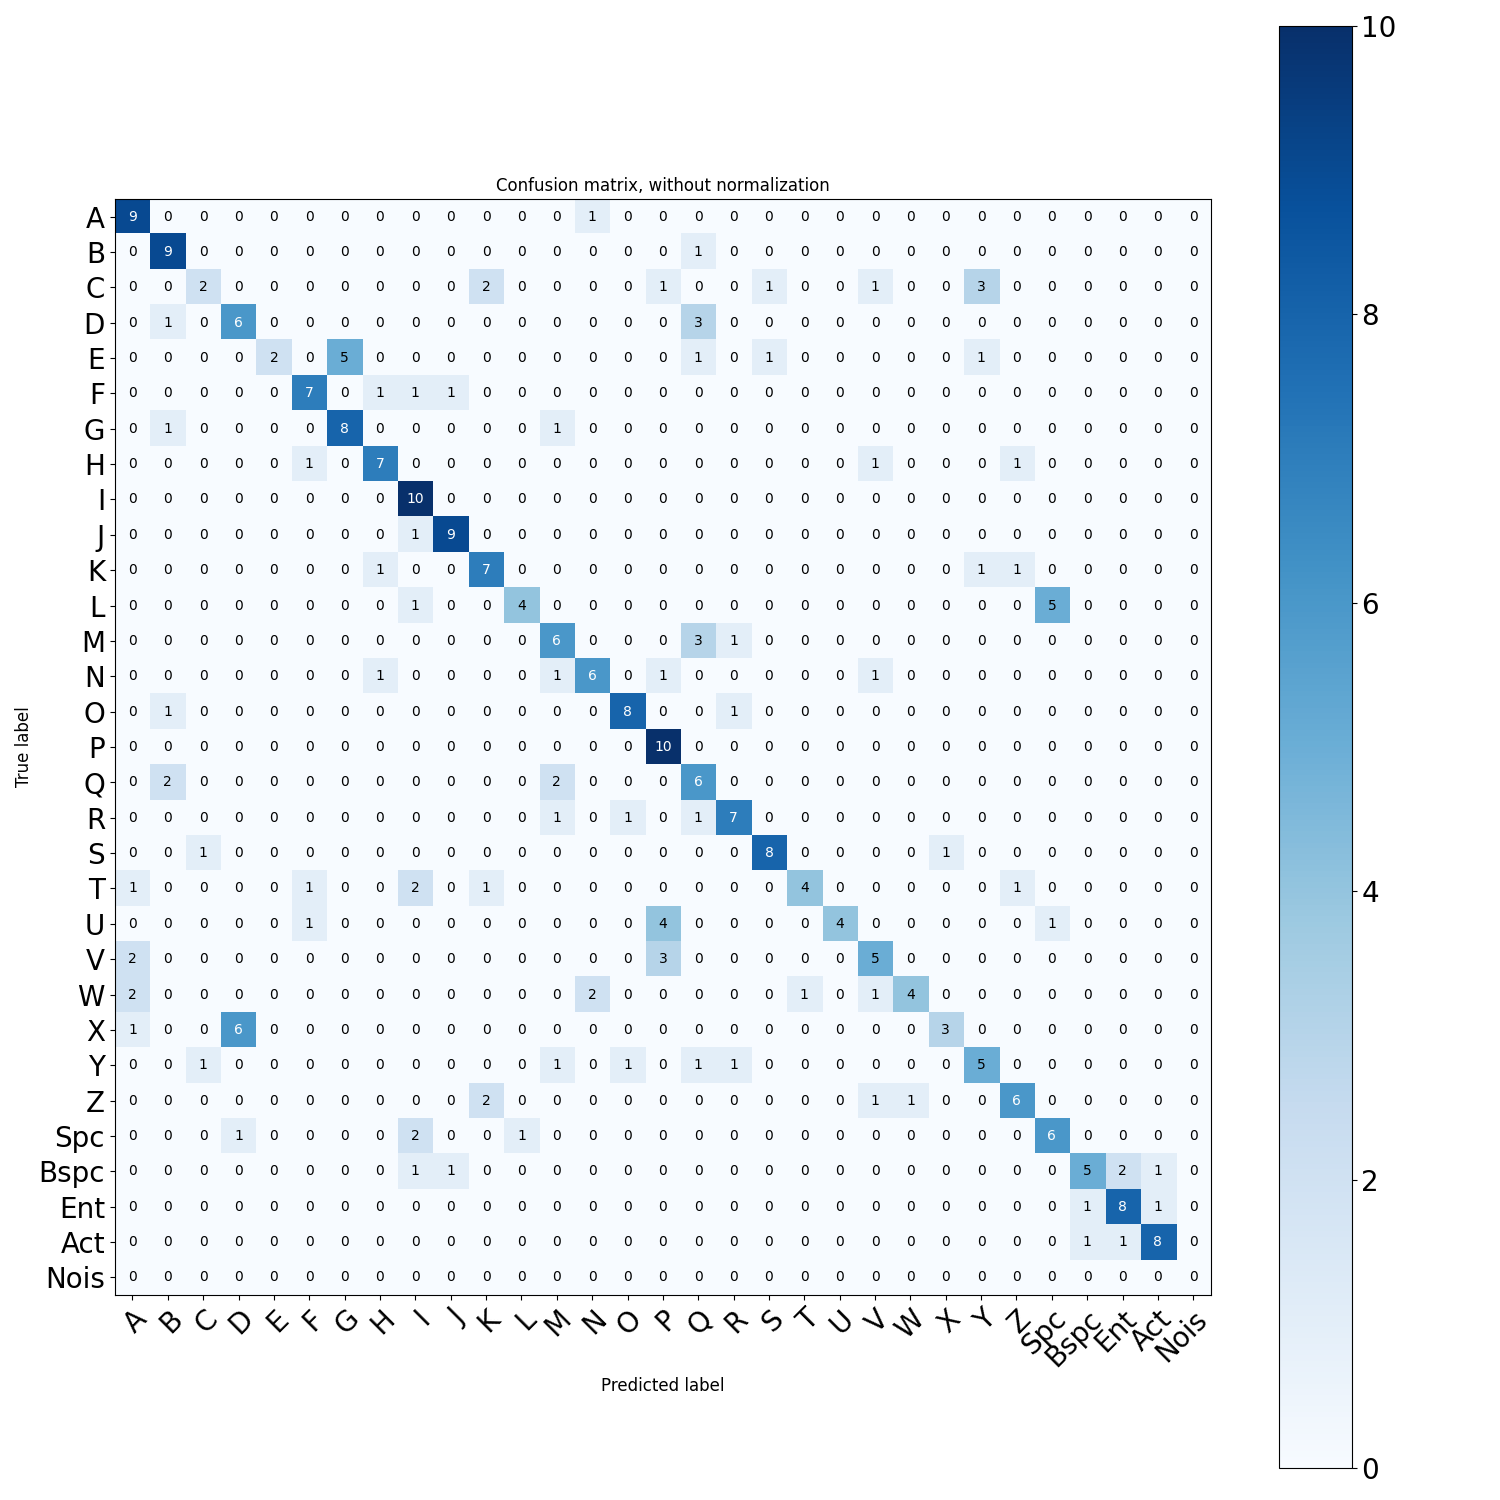 Confusion matrix, without normalization
A 9 0 0 0 0 0 0 0 0 0 0 0 0 1 0 0 0 0 0 0 0 0 0 0 0 0 0 0 0 0 0
B 0 9 0 0 0 0 0 0 0 0 0 0 0 0 0 0 1 0 0 0 0 0 0 0 0 0 0 0 0 0 0
C 0 0 2 0 0 0 0 0 0 0 2 0 0 0 0 1 0 0 1 0 0 1 0 0 3 0 0 0 0 0 0
D 0 1 0 6 0 0 0 0 0 0 0 0 0 0 0 0 3 0 0 0 0 0 0 0 0 0 0 0 0 0 0
E 0 0 0 0 2 0 5 0 0 0 0 0 0 0 0 0 1 0 1 0 0 0 0 0 1 0 0 0 0 0 0
F 0 0 0 0 0 7 0 1 1 1 0 0 0 0 0 0 0 0 0 0 0 0 0 0 0 0 0 0 0 0 0
G 0 1 0 0 0 0 8 0 0 0 0 0 1 0 0 0 0 0 0 0 0 0 0 0 0 0 0 0 0 0 0
H 0 0 0 0 0 1 0 7 0 0 0 0 0 0 0 0 0 0 0 0 0 1 0 0 0 1 0 0 0 0 0
I 0 0 0 0 0 0 0 0 10 0 0 0 0 0 0 0 0 0 0 0 0 0 0 0 0 0 0 0 0 0 0
J 0 0 0 0 0 0 0 0 1 9 0 0 0 0 0 0 0 0 0 0 0 0 0 0 0 0 0 0 0 0 0
K 0 0 0 0 0 0 0 1 0 0 7 0 0 0 0 0 0 0 0 0 0 0 0 0 1 1 0 0 0 0 0
L 0 0 0 0 0 0 0 0 1 0 0 4 0 0 0 0 0 0 0 0 0 0 0 0 0 0 5 0 0 0 0
M 0 0 0 0 0 0 0 0 0 0 0 0 6 0 0 0 3 1 0 0 0 0 0 0 0 0 0 0 0 0 0
N 0 0 0 0 0 0 0 1 0 0 0 0 1 6 0 1 0 0 0 0 0 1 0 0 0 0 0 0 0 0 0
O 0 1 0 0 0 0 0 0 0 0 0 0 0 0 8 0 0 1 0 0 0 0 0 0 0 0 0 0 0 0 0
P 0 0 0 0 0 0 0 0 0 0 0 0 0 0 0 10 0 0 0 0 0 0 0 0 0 0 0 0 0 0 0
Q 0 2 0 0 0 0 0 0 0 0 0 0 2 0 0 0 6 0 0 0 0 0 0 0 0 0 0 0 0 0 0
R 0 0 0 0 0 0 0 0 0 0 0 0 1 0 1 0 1 7 0 0 0 0 0 0 0 0 0 0 0 0 0
S 0 0 1 0 0 0 0 0 0 0 0 0 0 0 0 0 0 0 8 0 0 0 0 1 0 0 0 0 0 0 0
T 1 0 0 0 0 1 0 0 2 0 1 0 0 0 0 0 0 0 0 4 0 0 0 0 0 1 0 0 0 0 0
U 0 0 0 0 0 1 0 0 0 0 0 0 0 0 0 4 0 0 0 0 4 0 0 0 0 0 1 0 0 0 0
V 2 0 0 0 0 0 0 0 0 0 0 0 0 0 0 3 0 0 0 0 0 5 0 0 0 0 0 0 0 0 0
W 2 0 0 0 0 0 0 0 0 0 0 0 0 2 0 0 0 0 0 1 0 1 4 0 0 0 0 0 0 0 0
X 1 0 0 6 0 0 0 0 0 0 0 0 0 0 0 0 0 0 0 0 0 0 0 3 0 0 0 0 0 0 0
Y 0 0 1 0 0 0 0 0 0 0 0 0 1 0 1 0 1 1 0 0 0 0 0 0 5 0 0 0 0 0 0
Z 0 0 0 0 0 0 0 0 0 0 2 0 0 0 0 0 0 0 0 0 0 1 1 0 0 6 0 0 0 0 0
Spc 0 0 0 1 0 0 0 0 2 0 0 1 0 0 0 0 0 0 0 0 0 0 0 0 0 0 6 0 0 0 0
Bspc 0 0 0 0 0 0 0 0 1 1 0 0 0 0 0 0 0 0 0 0 0 0 0 0 0 0 0 5 2 1 0
Ent 0 0 0 0 0 0 0 0 0 0 0 0 0 0 0 0 0 0 0 0 0 0 0 0 0 0 0 1 8 1 0
Act 0 0 0 0 0 0 0 0 0 0 0 0 0 0 0 0 0 0 0 0 0 0 0 0 0 0 0 1 1 8 0
Nois 0 0 0 0 0 0 0 0 0 0 0 0 0 0 0 0 0 0 0 0 0 0 0 0 0 0 0 0 0 0 0
A B C D E F G H I J K L M N O P Q R S T U V W X Y Z Spc Bspc Ent Act Nois
Predicted label
True label
10
8
6
4
2
0